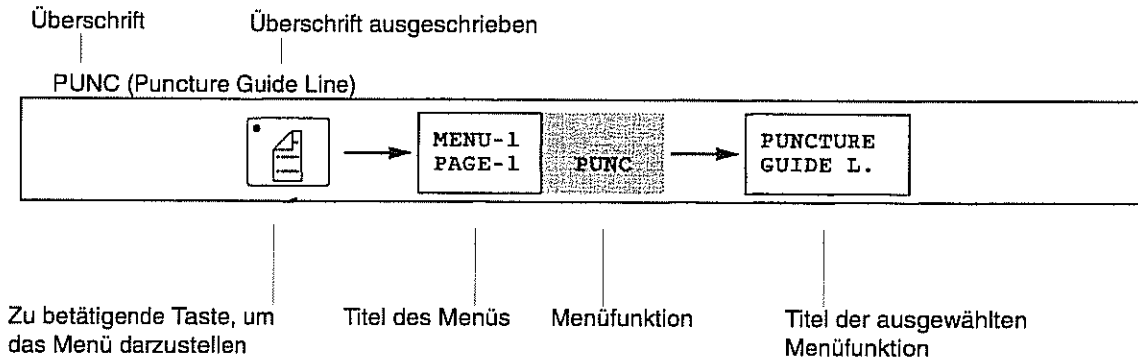 Überschrift
Überschrift ausgeschrieben
PUNC (Puncture Guide Line)
MENU-1
PAGE-1
PUNC
PUNCTURE
GUIDE L.
Zu betätigende Taste, um
das Menü darzustellen
Titel des Menüs
Menüfunktion
Titel der ausgewählten
Menüfunktion